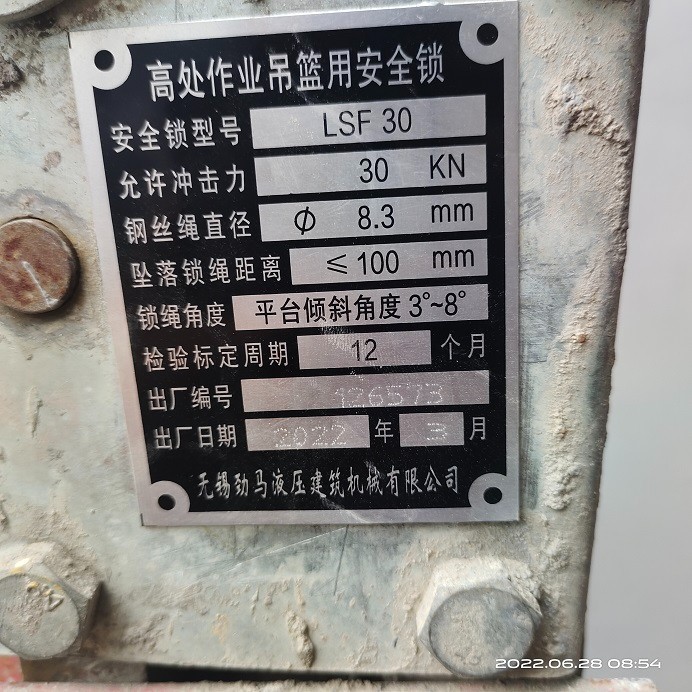 高处作业吊篮用安全锁
安全锁型号 LSF 30
允许冲击力 30 KN
钢丝绳直径 Φ 8.3 mm
坠落锁绳距离 ≤100 mm
锁绳角度 平台倾斜角度 3°~8°
检验标定周期 12 个月
出厂编号 126573
出厂日期 2022 年 3 月
无锡劲马液压建筑机械有限公司
2022.06.28 08:54